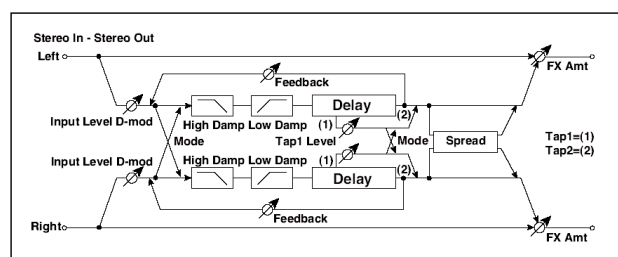 Stereo In - Stereo Out
Left
FX Amt
Feedback
Delay
Input Level D-mod
High Damp Low Damp (1) (2)
Mode
Tap1 Level
Mode
Spread
Tap1=(1)
Tap2=(2)
Input Level D-mod
High Damp Low Damp (1)
Delay (2)
Feedback
Right
FX Amt